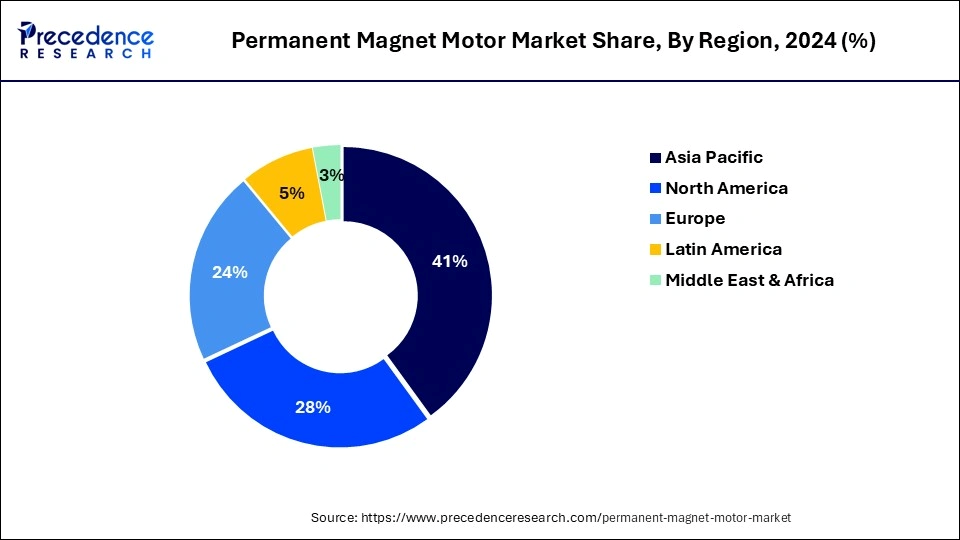 Precedence
RESEARCH
Permanent Magnet Motor Market Share, By Region, 2024 (%)
3%
5%
41%
24%
28%
Asia Pacific
North America
Europe
Latin America
Middle East & Africa
Source: https://www.precedenceresearch.com/permanent-magnet-motor-market